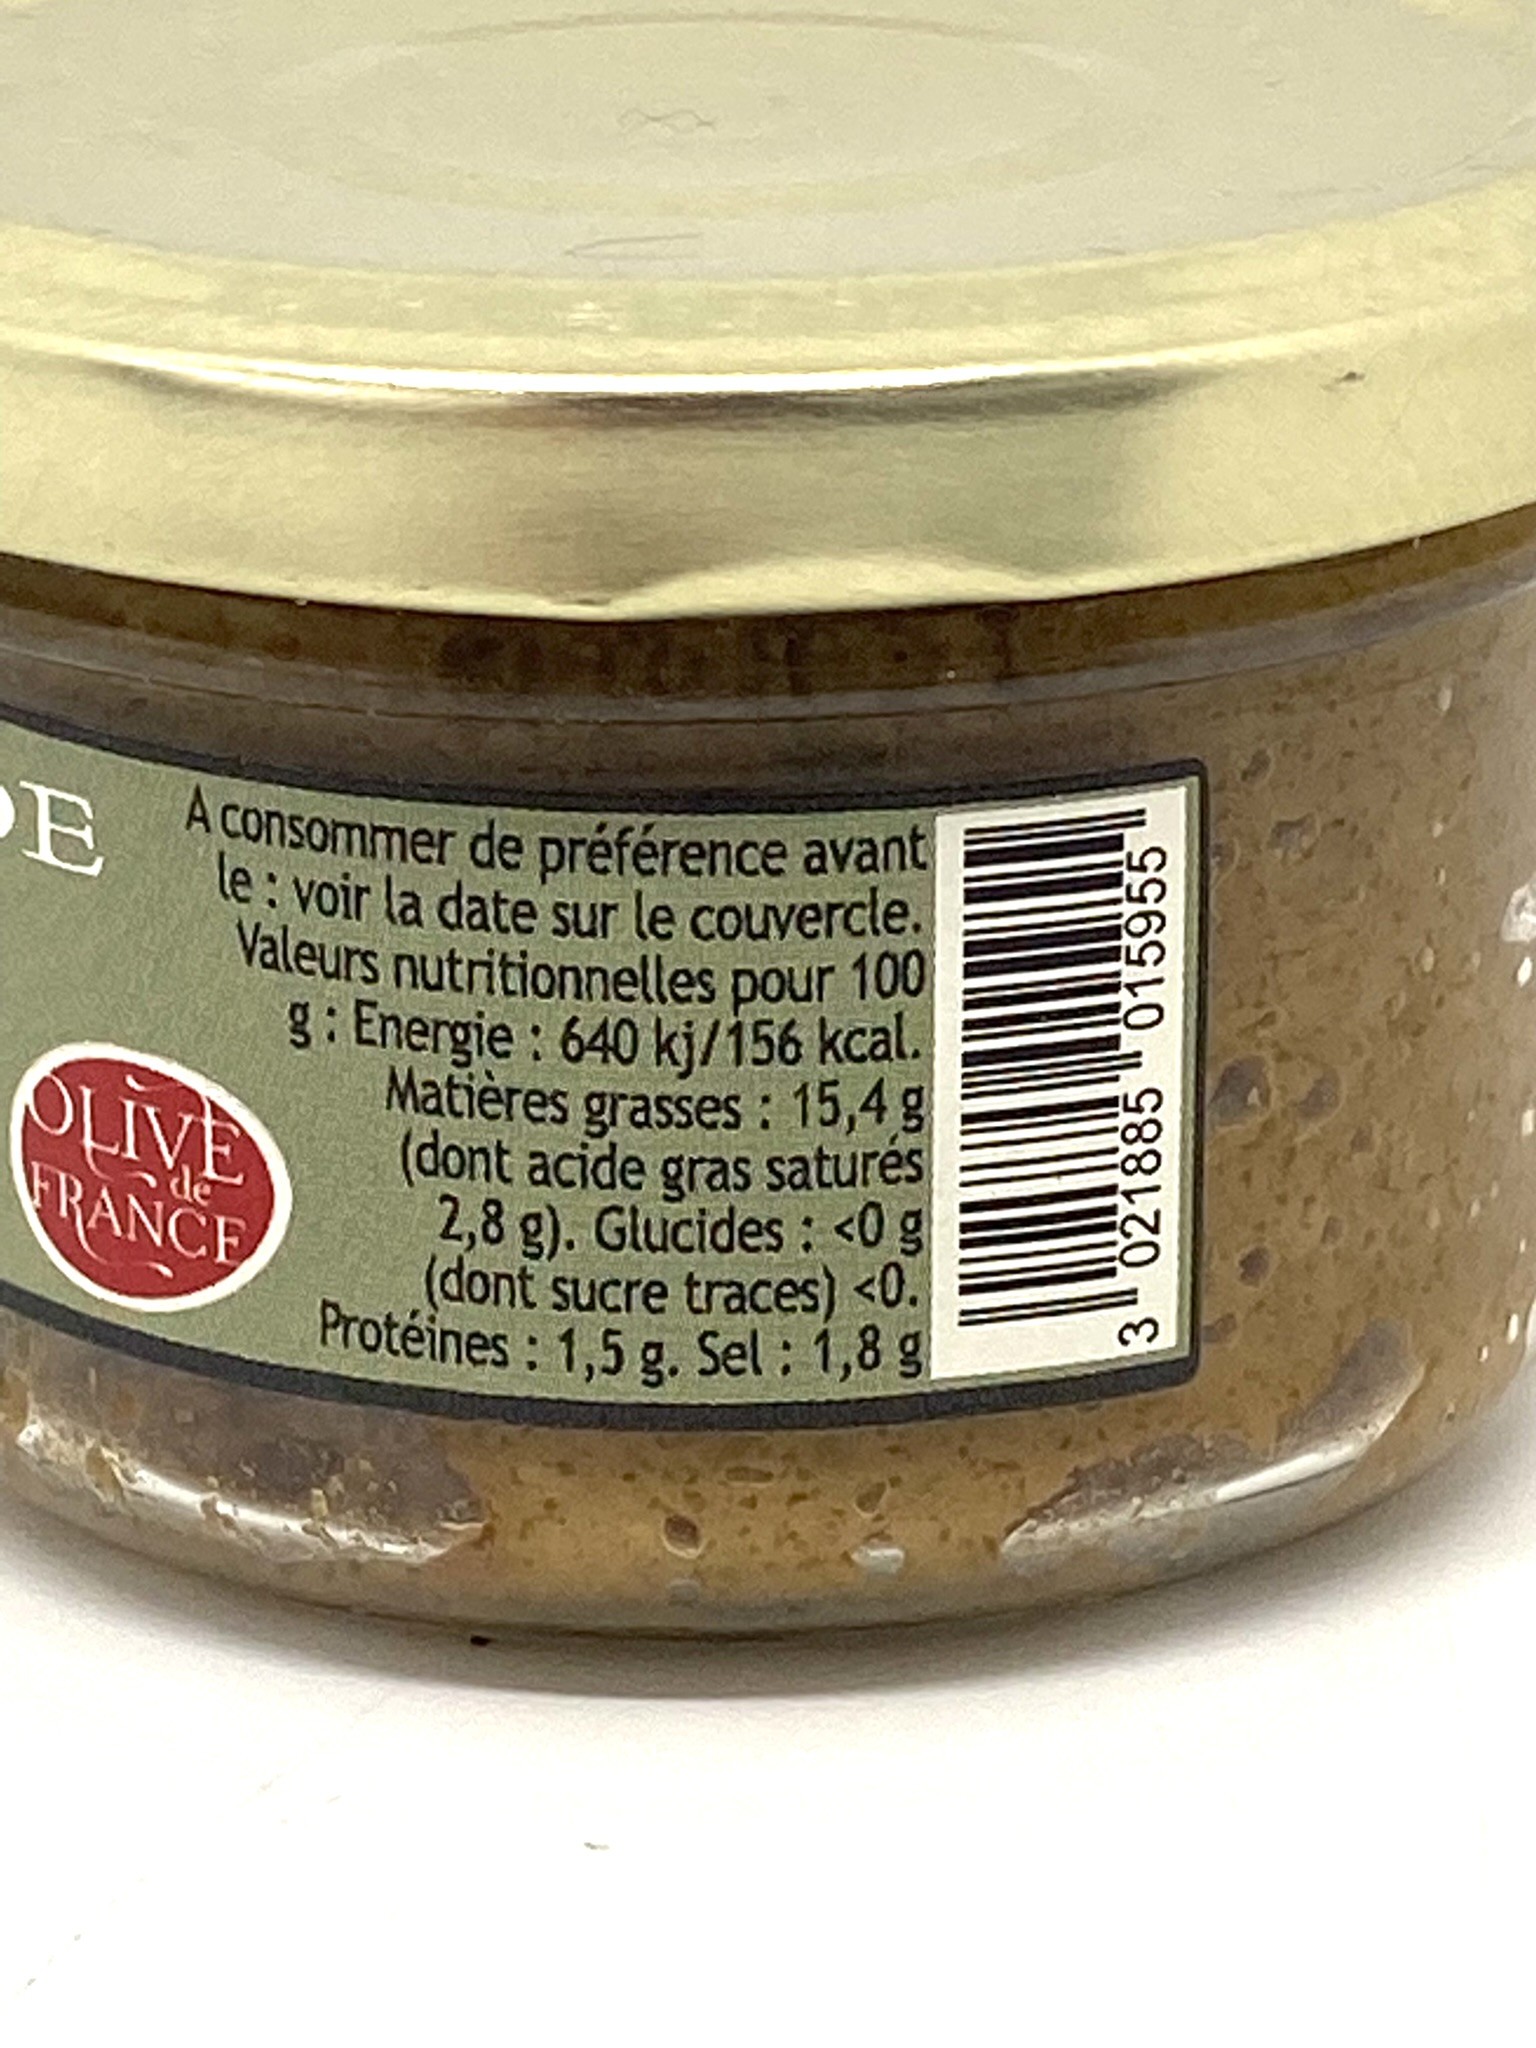 A consommer de préférence avant
le : voir la date sur le couvercle.
Valeurs nutritionnelles pour 100
g : Energie : 640 kj/156 kcal.
Matières grasses : 15,4 g
(dont acide gras saturés
2,8 g). Glucides : <0 g
(dont sucre traces) <0.
Protéines : 1,5 g. Sel : 1,8 g
OLIVE
de
FRANCE
3 021885 015955